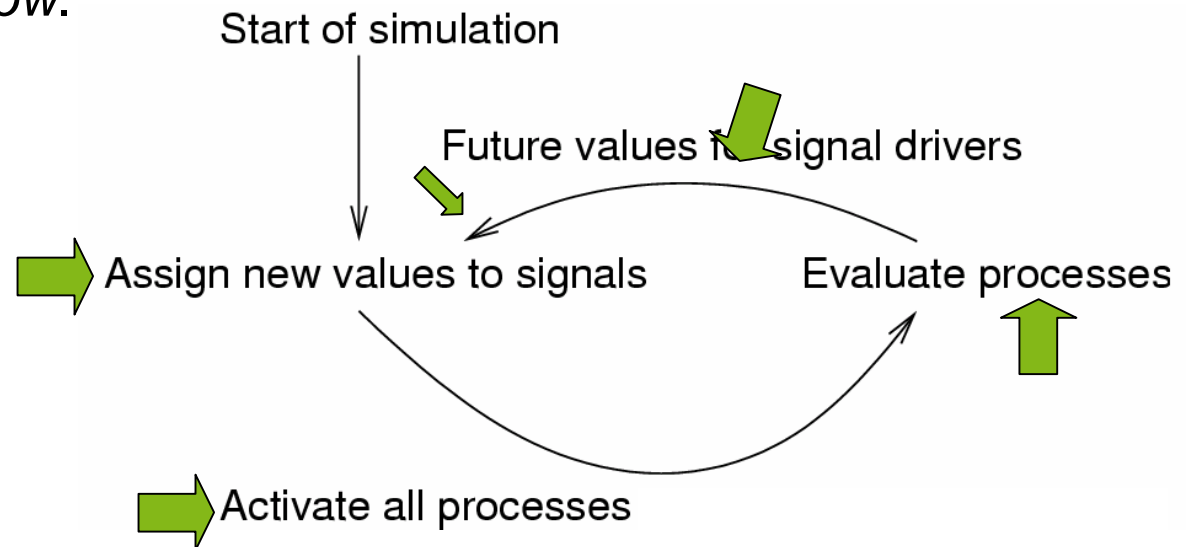 Start of simulation
Future values signal drivers
Assign new values to signals
Evaluate processes
Activate all processes